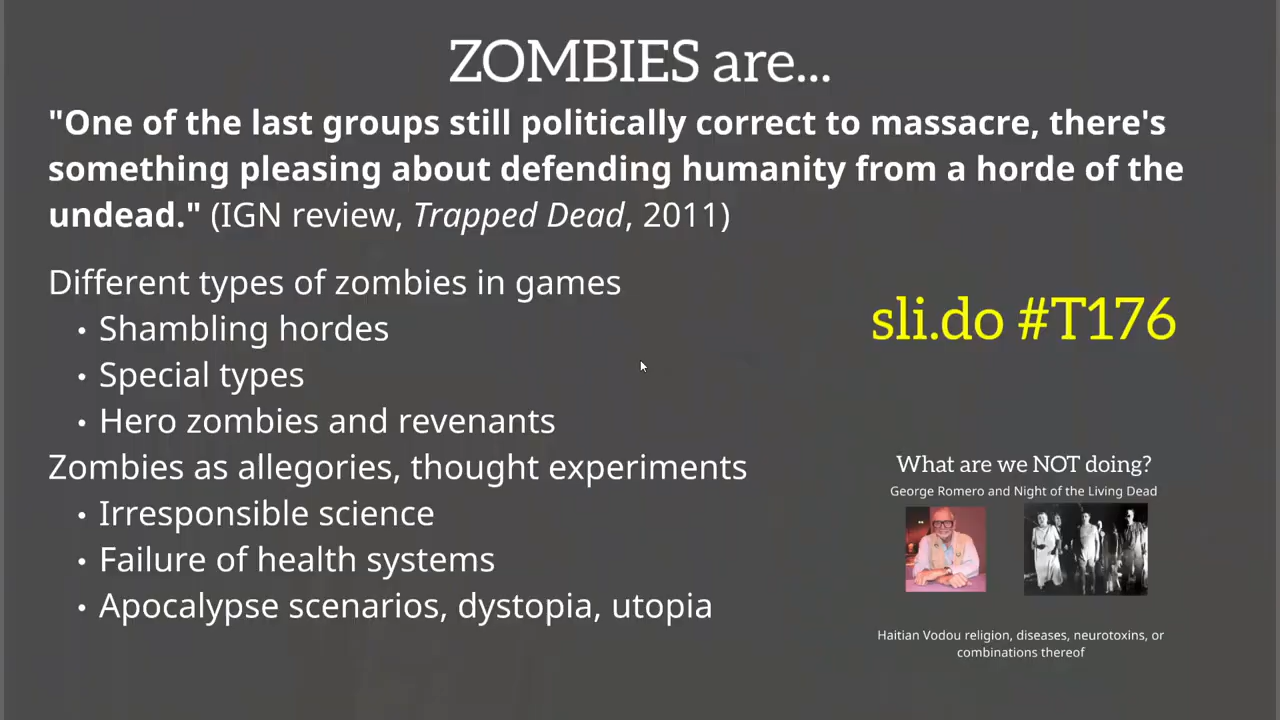 ZOMBIES are...
"One of the last groups still politically correct to massacre, there's
something pleasing about defending humanity from a horde of the
undead." (IGN review, Trapped Dead, 2011)
Different types of zombies in games
• Shambling hordes
• Special types
• Hero zombies and revenants
Zombies as allegories, thought experiments
• Irresponsible science
• Failure of health systems
• Apocalypse scenarios, dystopia, utopia
sli.do #T176
What are we NOT doing?
George Romero and Night of the Living Dead
Haitian Vodou religion, diseases, neurotoxins, or
combinations thereof